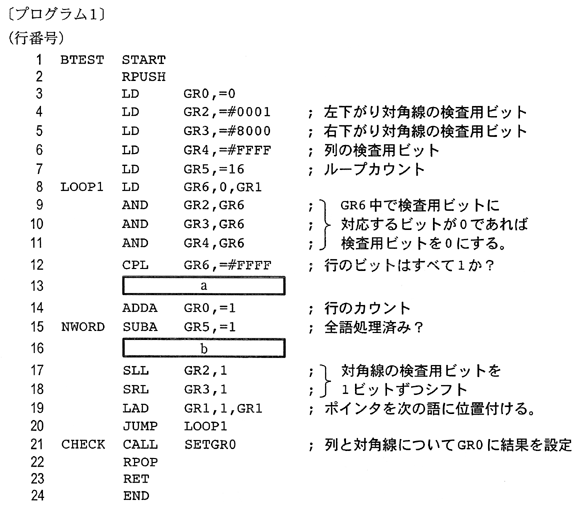 〔プログラム1〕
(行番号)
1 BTEST START
2 RPUSH
3 LD GR0,=0
4 LD GR2,=#0001 ; 左下がり対角線の検査用ビット
5 LD GR3,=#8000 ; 右下がり対角線の検査用ビット
6 LD GR4,=#FFFF ; 列の検査用ビット
7 LD GR5,=16 ; ループカウント
8 LOOP1 LD GR6,0,GR1
9 AND GR2,GR6 ; GR6中で検査用ビットに
10 AND GR3,GR6 ; 対応するビットが0であれば
11 AND GR4,GR6 ; 検査用ビットを0にする。
12 CPL GR6,=#FFFF ; 行のビットはすべて1か?
13 a
14 ADDA GR0,=1 ; 行のカウント
15 NWORD SUBA GR5,=1 ; 全語処理済み?
16 b
17 SLL GR2,1 ; 対角線の検査用ビットを
18 SRL GR3,1 ; 1ビットずつシフト
19 LAD GR1,1,GR1 ; ポインタを次の語に位置付ける。
20 JUMP LOOP1
21 CHECK CALL SETGR0 ; 列と対角線についてGR0に結果を設定
22 RPOP
23 RET
24 END